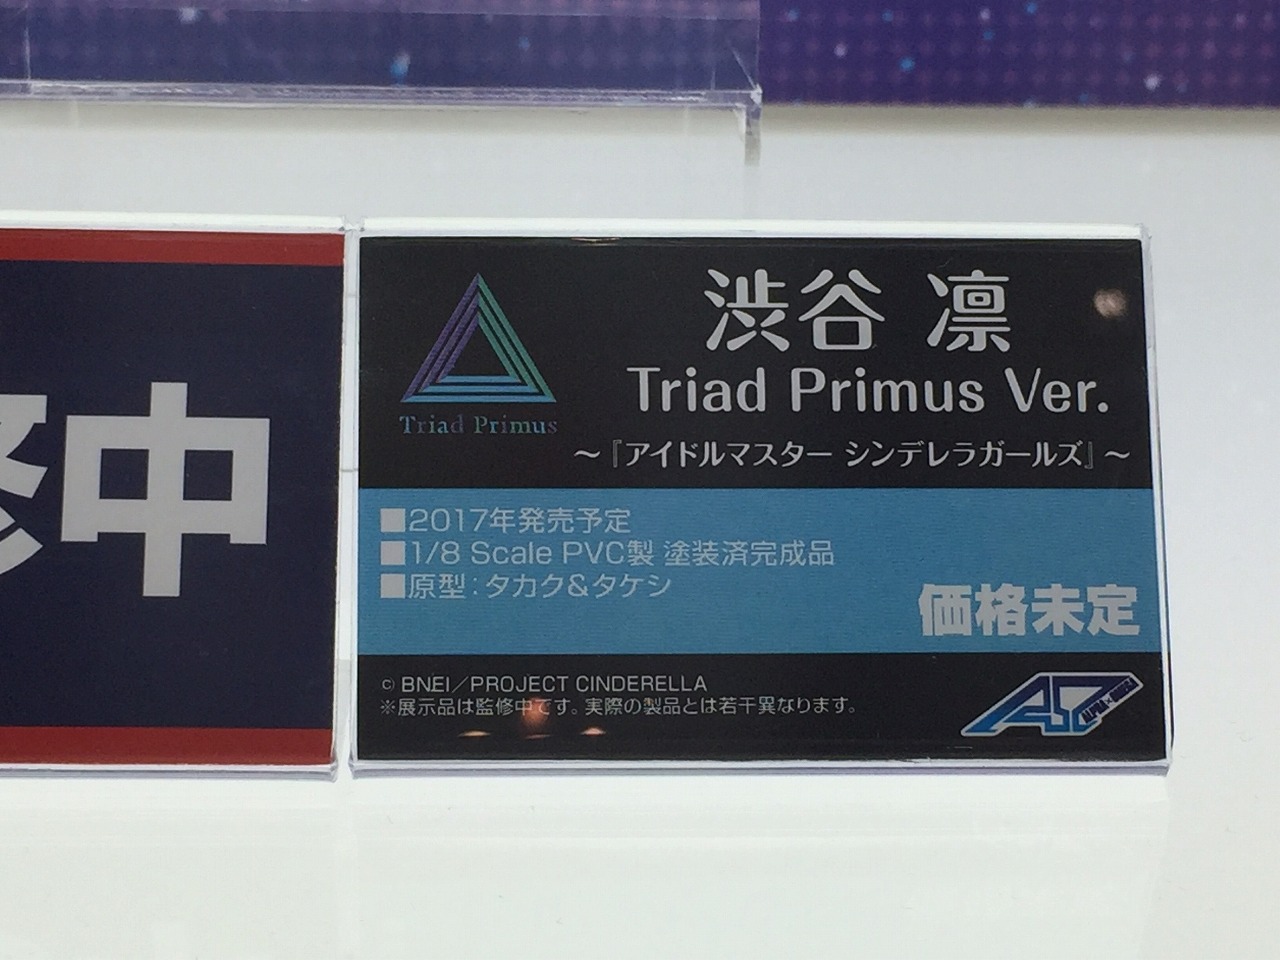 中
渋谷 凛
Triad Primus Ver.
Triad Primus
～『アイドルマスター シンデレラガールズ』～
■2017年発売予定
■1/8 Scale PVC製 塗装済完成品
■原型：タカク&タケシ
価格未定
© BNEI／PROJECT CINDERELLA
※展示品は監修中です。実際の製品とは若干異なります。